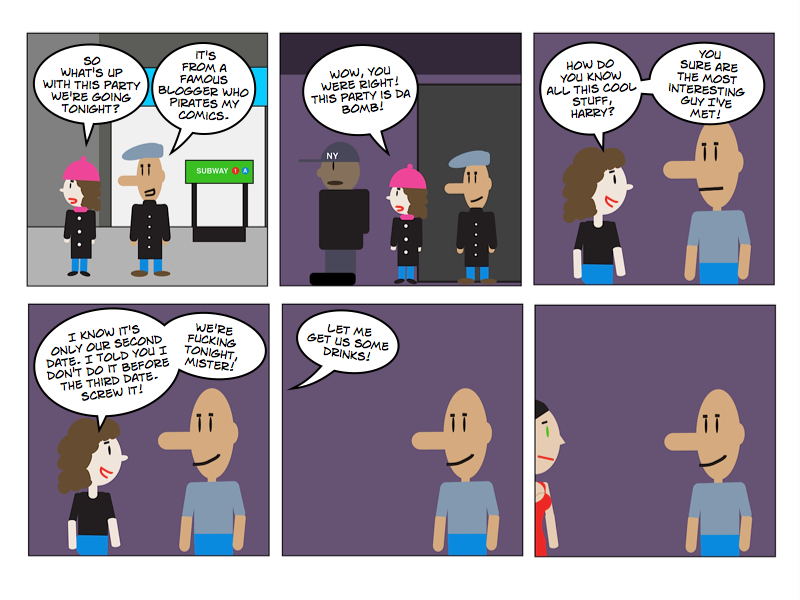 SO
WHAT'S UP
WITH THIS PARTY
WE'RE GOING
TONIGHT?
IT'S
FROM A
FAMOUS
BLOGGER WHO
PIRATES MY
COMICS.
SUBWAY 1 A
WOW, YOU
WERE RIGHT!
THIS PARTY IS DA
BOMB!
NY
HOW DO
YOU KNOW
ALL THIS COOL
STUFF,
HARRY?
YOU
SURE ARE
THE MOST
INTERESTING
GUY I'VE
MET!
I KNOW IT'S
ONLY OUR SECOND
DATE. I TOLD YOU I
DON'T DO IT BEFORE
THE THIRD DATE.
SCREW IT!
WE'RE
FUCKING
TONIGHT,
MISTER!
LET ME
GET US SOME
DRINKS!